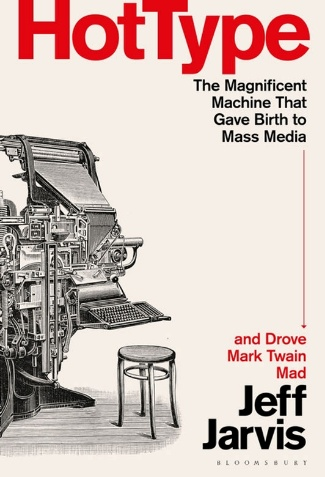 HotType
The Magnificent
Machine That
Gave Birth to
Mass Media
and Drove
Mark Twain
Mad
Jeff
Jarvis
BLOOMSBURY